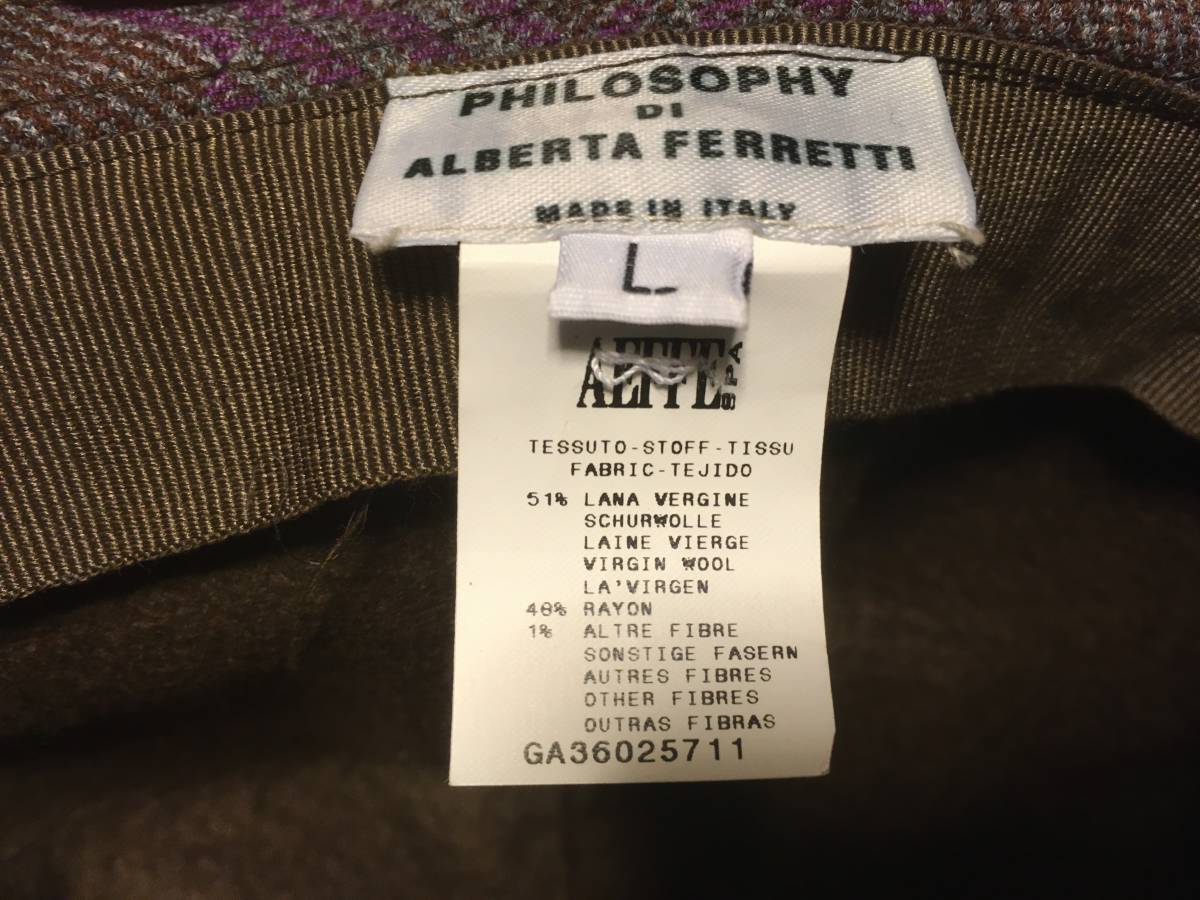 PHILOSOPHY
DI
ALBERTA FERRETTI
MADE IN ITALY
L
AEFFE SPA
TESSUTO-STOFF-TISSU
FABRIC-TEJIDO
51% LANA VERGINE
SCHURWOLLE
LAINE VIERGE
VIRGIN WOOL
LA'VIRGEN
48% RAYON
1% ALTRE FIBRE
SONSTIGE FASERN
AUTRES FIBRES
OTHER FIBRES
OUTRAS FIBRAS
GA36025711